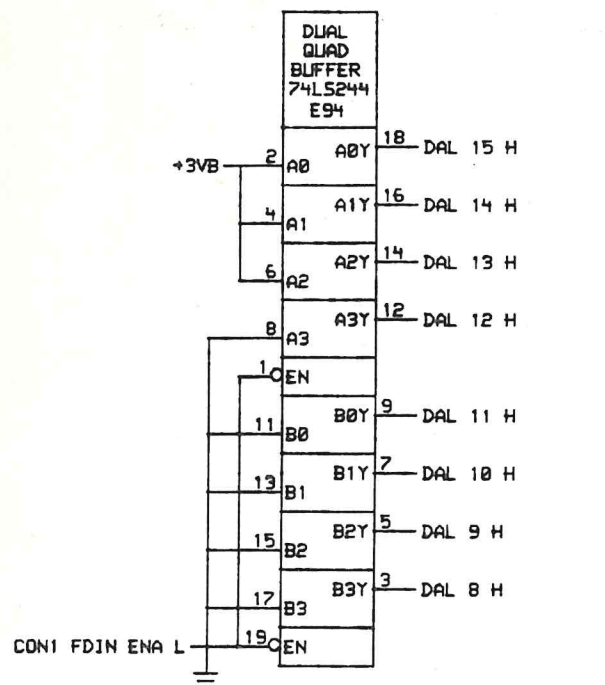 DUAL
QUAD
BUFFER
74LS244
E94
+3VB 2 A0 A0Y 18 DAL 15 H
4 A1 A1Y 16 DAL 14 H
6 A2 A2Y 14 DAL 13 H
8 A3 A3Y 12 DAL 12 H
1 EN
11 B0 B0Y 9 DAL 11 H
13 B1 B1Y 7 DAL 10 H
15 B2 B2Y 5 DAL 9 H
17 B3 B3Y 3 DAL 8 H
CON1 FDIN ENA L 19 EN